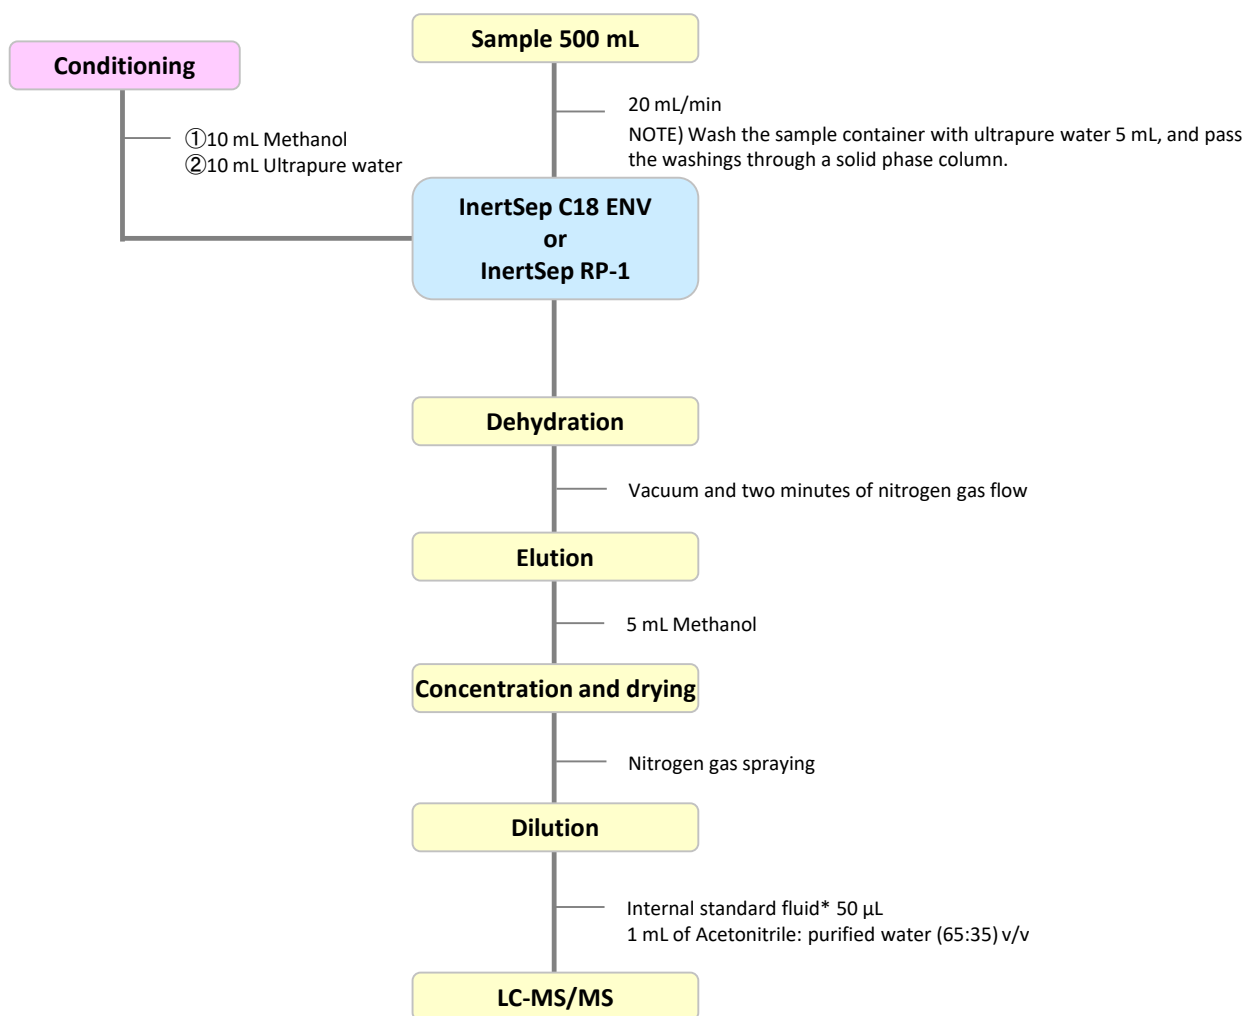 Sample 500 mL
Conditioning
20 mL/min
NOTE) Wash the sample container with ultrapure water 5 mL, and pass
the washings through a solid phase column.
①10 mL Methanol
②10 mL Ultrapure water
InertSep C18 ENV
or
InertSep RP-1
Dehydration
Vacuum and two minutes of nitrogen gas flow
Elution
5 mL Methanol
Concentration and drying
Nitrogen gas spraying
Dilution
Internal standard fluid* 50 μL
1 mL of Acetonitrile: purified water (65:35) v/v
LC-MS/MS